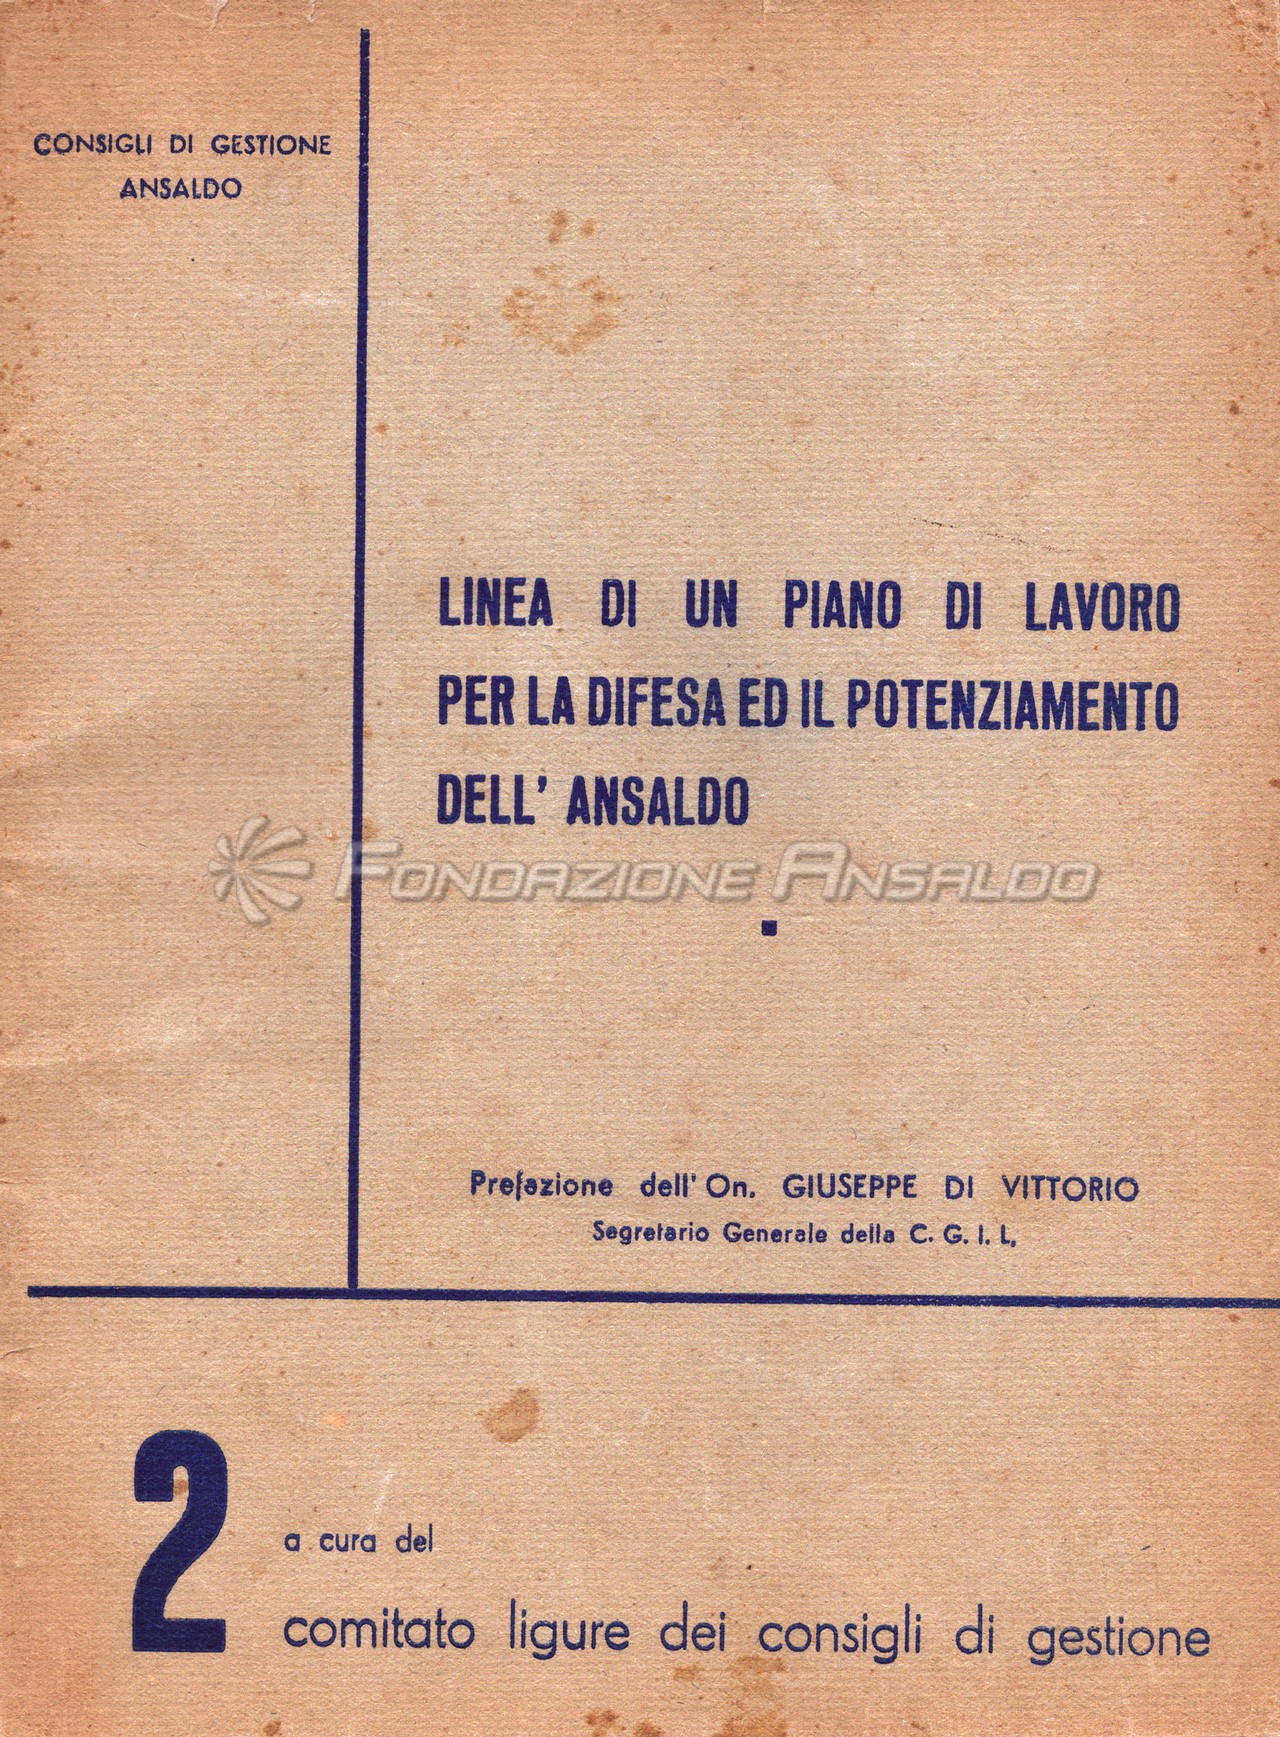 CONSIGLI DI GESTIONE
ANSALDO
LINEA DI UN PIANO DI LAVORO
PER LA DIFESA ED IL POTENZIAMENTO
DELL' ANSALDO
FONDAZIONE ANSALDO
Prefazione dell' On. GIUSEPPE DI VITTORIO
Segretario Generale della C. G. I. L.
2
a cura del
comitato ligure dei consigli di gestione